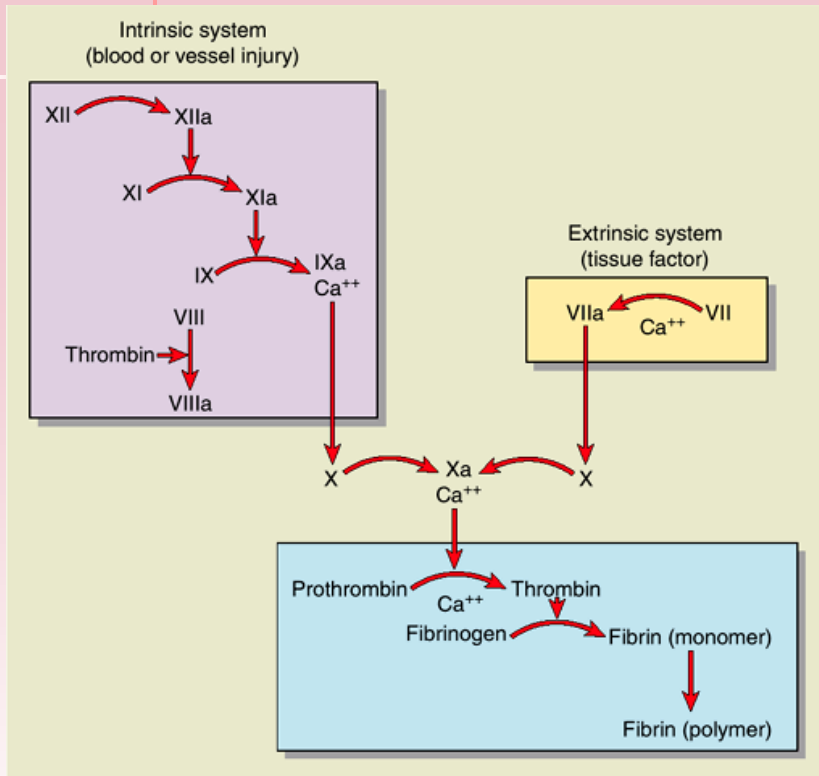 Intrinsic system
(blood or vessel injury)
XII
XIIa
XI
XIa
IX
IXa
Ca++
VIII
Thrombin
VIIIa
Extrinsic system
(tissue factor)
VIIa
Ca++
VII
X
Xa
Ca++
X
Prothrombin
Ca++
Thrombin
Fibrinogen
Fibrin (monomer)
Fibrin (polymer)